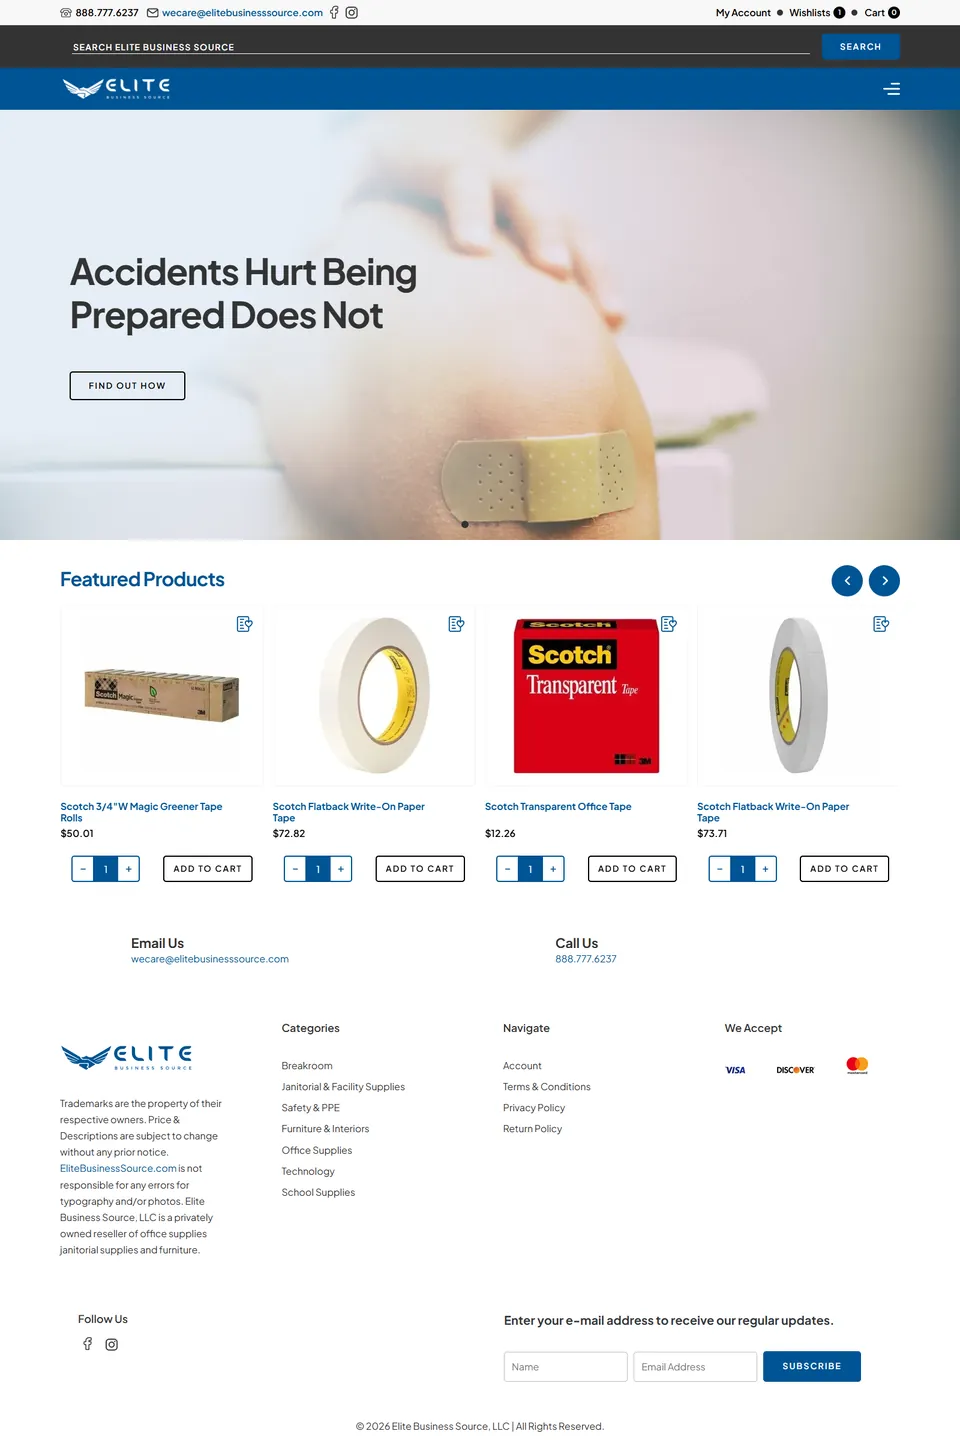 888.777.6237 wecare@elitebusinesssource.com
My Account Wishlists 1 Cart 0
SEARCH ELITE BUSINESS SOURCE
SEARCH
ELITE
BUSINESS SOURCE
Accidents Hurt Being
Prepared Does Not
FIND OUT HOW
Featured Products
Scotch Magic
3M
Scotch
Scotch
Transparent Tape
3M
Scotch 3/4"W Magic Greener Tape
Rolls
$50.01
− 1 +
ADD TO CART
Scotch Flatback Write-On Paper
Tape
$72.82
− 1 +
ADD TO CART
Scotch Transparent Office Tape
$12.26
− 1 +
ADD TO CART
Scotch Flatback Write-On Paper
Tape
$73.71
− 1 +
ADD TO CART
Email Us
wecare@elitebusinesssource.com
Call Us
888.777.6237
ELITE
BUSINESS SOURCE
Trademarks are the property of their
respective owners. Price &
Descriptions are subject to change
without any prior notice.
EliteBusinessSource.com is not
responsible for any errors for
typography and/or photos. Elite
Business Source, LLC is a privately
owned reseller of office supplies
janitorial supplies and furniture.
Categories
Breakroom
Janitorial & Facility Supplies
Safety & PPE
Furniture & Interiors
Office Supplies
Technology
School Supplies
Navigate
Account
Terms & Conditions
Privacy Policy
Return Policy
We Accept
VISA
DISCOVER
mastercard
Follow Us
Enter your e-mail address to receive our regular updates.
Name
Email Address
SUBSCRIBE
© 2026 Elite Business Source, LLC | All Rights Reserved.